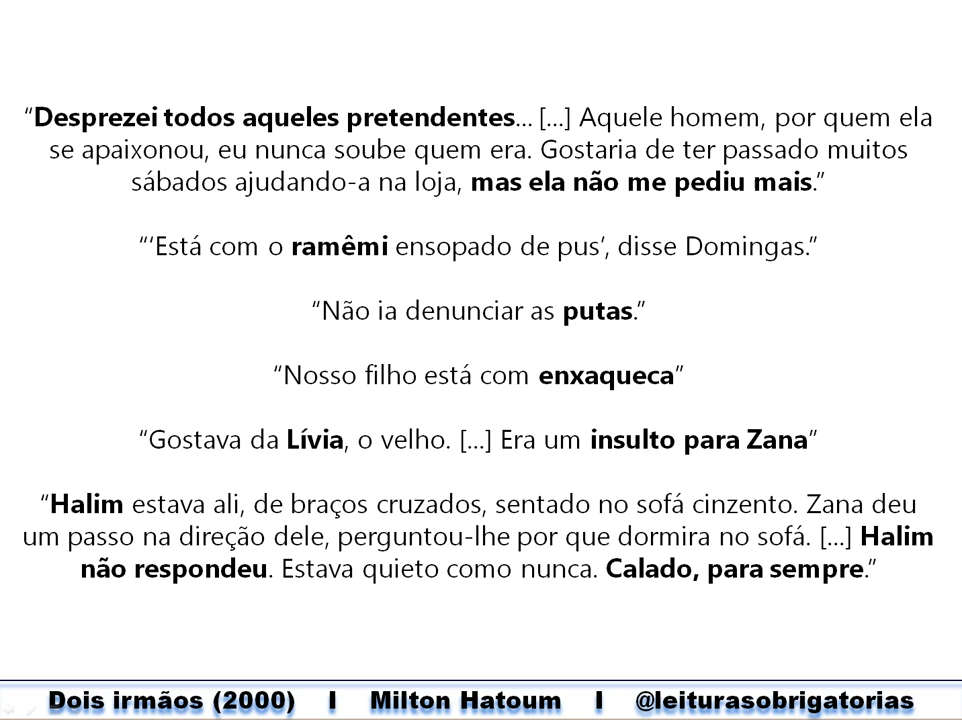 “Desprezei todos aqueles pretendentes... [...] Aquele homem, por quem ela
se apaixonou, eu nunca soube quem era. Gostaria de ter passado muitos
sábados ajudando-a na loja, mas ela não me pediu mais.”
“‘Está com o ramêmi ensopado de pus’, disse Domingas.”
“Não ia denunciar as putas.”
“Nosso filho está com enxaqueca”
“Gostava da Lívia, o velho. [...] Era um insulto para Zana”
“Halim estava ali, de braços cruzados, sentado no sofá cinzento. Zana deu
um passo na direção dele, perguntou-lhe por que dormira no sofá. [...] Halim
não respondeu. Estava quieto como nunca. Calado, para sempre.”
Dois irmãos (2000) I Milton Hatoum I @leiturasobrigatorias